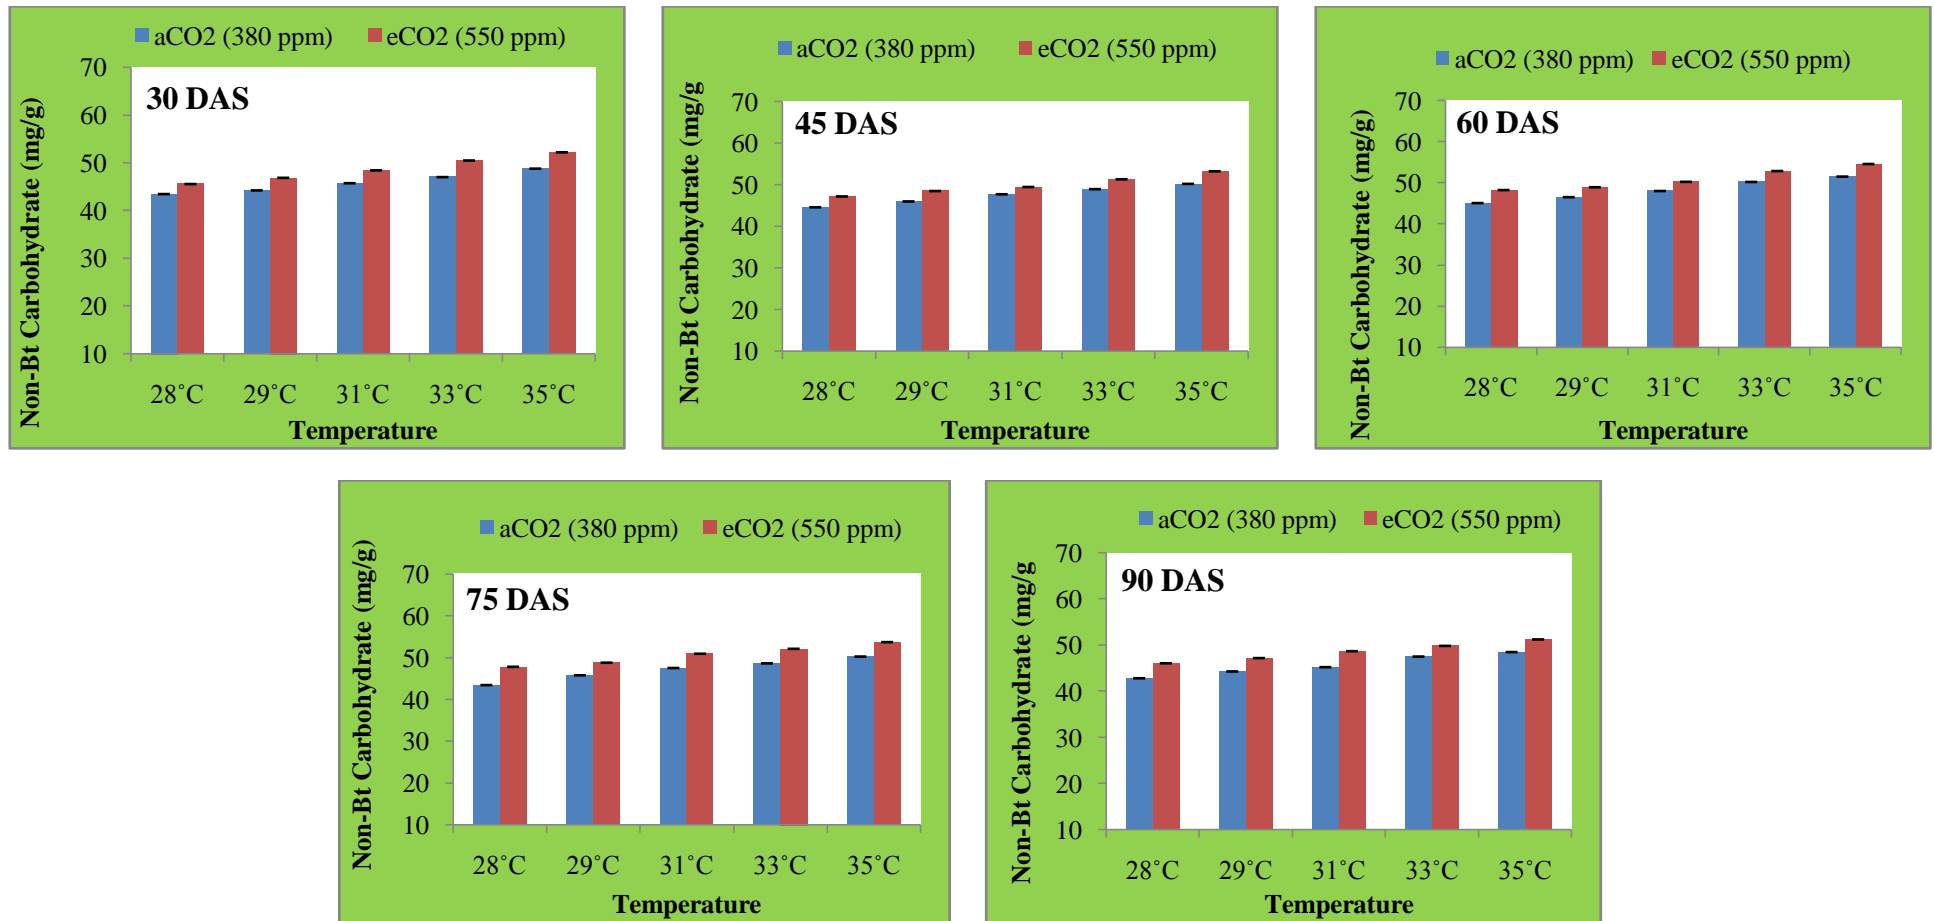 aCO2 (380 ppm) eCO2 (550 ppm)
30 DAS
Non-Bt Carbohydrate (mg/g)
70
60
50
40
30
20
10
28˚C 29˚C 31˚C 33˚C 35˚C
Temperature
aCO2 (380 ppm) eCO2 (550 ppm)
45 DAS
Non-Bt Carbohydrate (mg/g
70
60
50
40
30
20
10
28˚C 29˚C 31˚C 33˚C 35˚C
Temperature
aCO2 (380 ppm) eCO2 (550 ppm)
60 DAS
Non-Bt Carbohydrate (mg/g)
70
60
50
40
30
20
10
28˚C 29˚C 31˚C 33˚C 35˚C
Temperature
aCO2 (380 ppm) eCO2 (550 ppm)
75 DAS
Non-Bt Carbohydrate (mg/g
70
60
50
40
30
20
10
28˚C 29˚C 31˚C 33˚C 35˚C
Temperature
aCO2 (380 ppm) eCO2 (550 ppm)
90 DAS
Non-Bt Carbohydrate (mg/g
70
60
50
40
30
20
10
28˚C 29˚C 31˚C 33˚C 35˚C
Temperature